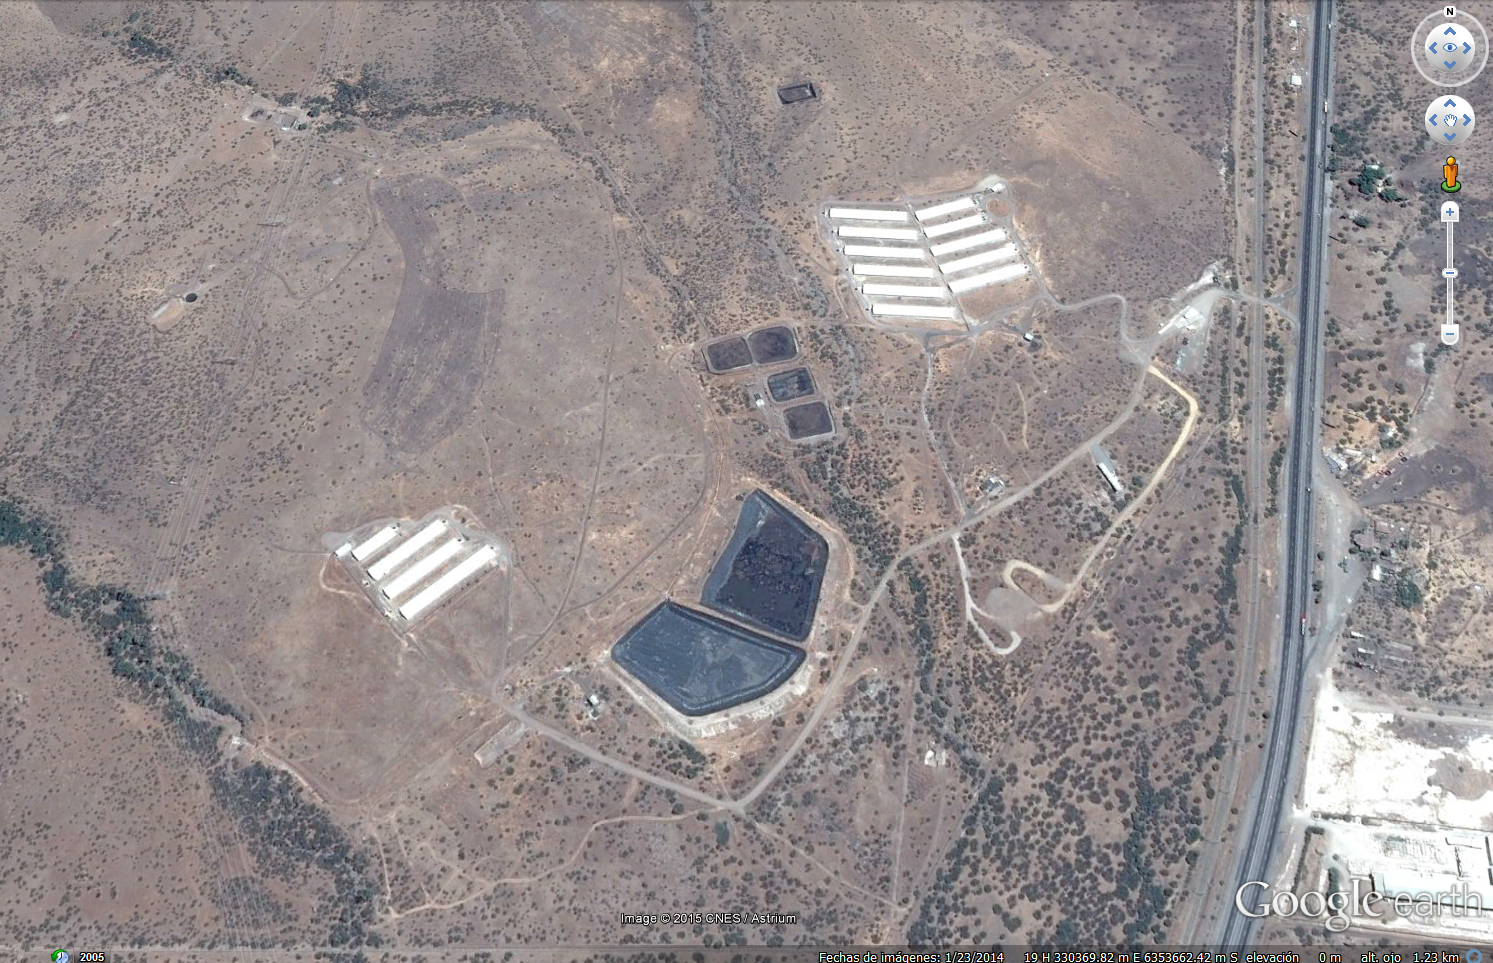 N
Google earth
Image © 2015 CNES / Astrium
2005
Fechas de imágenes: 1/23/2014 19 H 330369.82 m E 6353662.42 m S elevación 0 m alt. ojo 1.23 km